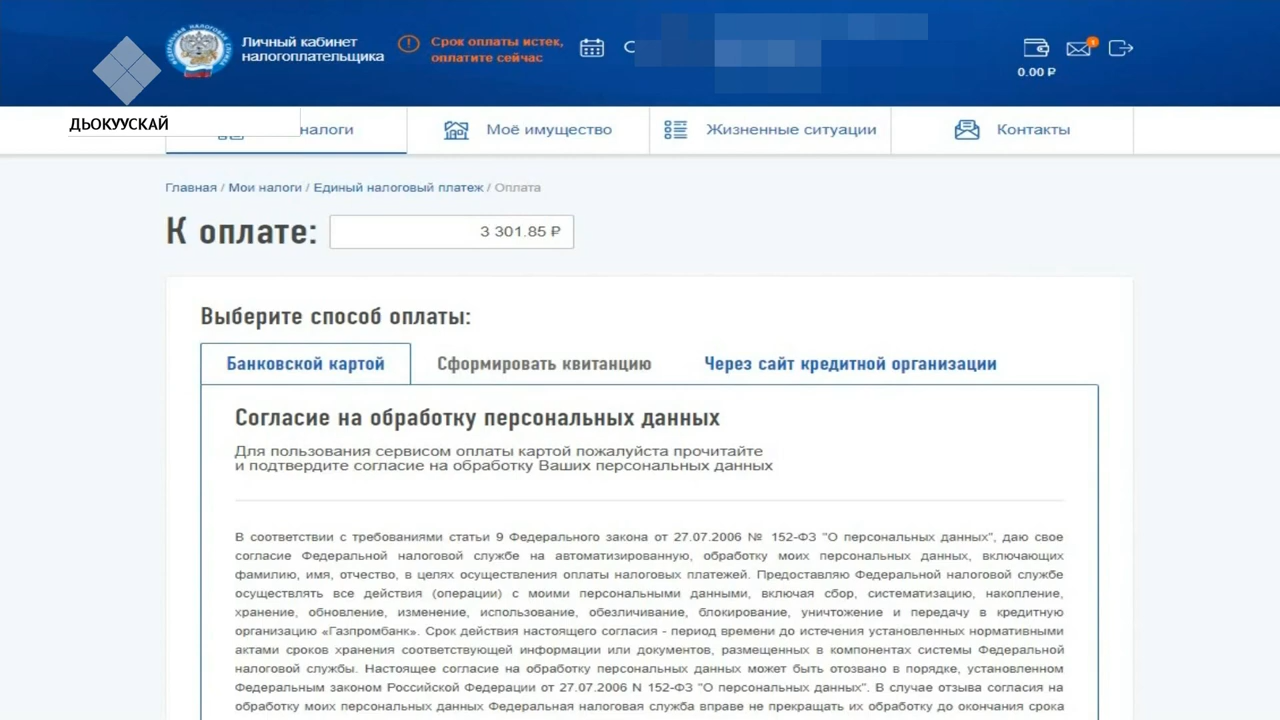 Личный кабинет
налогоплательщика
Срок оплаты истек,
оплатите сейчас
0.00 ₽
ДЬОКУУСКАЙ
налоги
Моё имущество
Жизненные ситуации
Контакты
Главная / Мои налоги / Единый налоговый платеж / Оплата
К оплате: 3 301.85 ₽
Выберите способ оплаты:
Банковской картой
Сформировать квитанцию
Через сайт кредитной организации
Согласие на обработку персональных данных
Для пользования сервисом оплаты картой пожалуйста прочитайте
и подтвердите согласие на обработку Ваших персональных данных
В соответствии с требованиями статьи 9 Федерального закона от 27.07.2006 № 152-ФЗ "О персональных данных", даю свое
согласие Федеральной налоговой службе на автоматизированную, обработку моих персональных данных, включающих
фамилию, имя, отчество, в целях осуществления оплаты налоговых платежей. Предоставляю Федеральной налоговой службе
осуществлять все действия (операции) с моими персональными данными, включая сбор, систематизацию, накопление,
хранение, обновление, изменение, использование, обезличивание, блокирование, уничтожение и передачу в кредитную
организацию «Газпромбанк». Срок действия настоящего согласия - период времени до истечения установленных нормативными
актами сроков хранения соответствующей информации или документов, размещенных в компонентах системы Федеральной
налоговой службы. Настоящее согласие на обработку персональных данных может быть отозвано в порядке, установленном
Федеральным законом Российской Федерации от 27.07.2006 N 152-ФЗ "О персональных данных". В случае отзыва согласия на
обработку моих персональных данных Федеральная налоговая служба вправе не прекращать их обработку до окончания срока